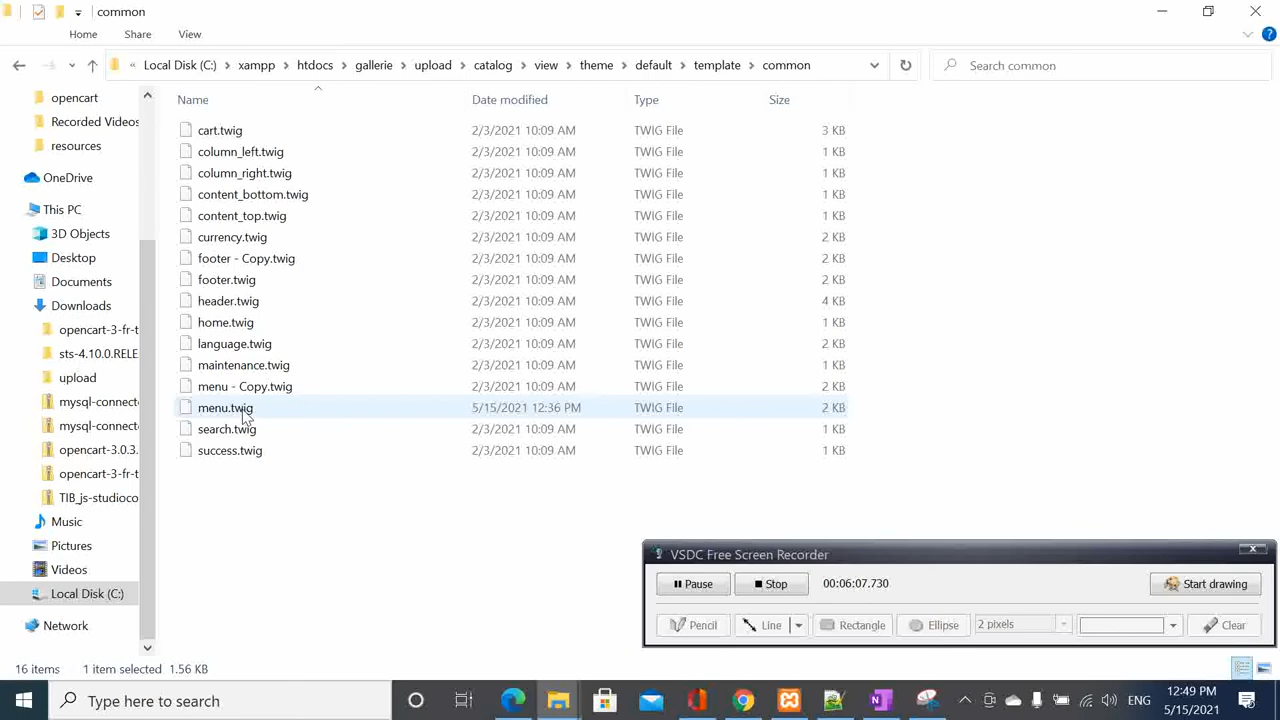 common
Home Share View
« Local Disk (C:) > xampp > htdocs > gallerie > upload > catalog > view > theme > default > template > common
Search common
opencart
Recorded Videos
resources
OneDrive
This PC
3D Objects
Desktop
Documents
Downloads
opencart-3-fr-t
sts-4.10.0.RELE
upload
mysql-connect
mysql-connect
opencart-3.0.3.
opencart-3-fr-t
TIB_js-studioco
Music
Pictures
Videos
Local Disk (C:)
Network
Name Date modified Type Size
cart.twig 2/3/2021 10:09 AM TWIG File 3 KB
column_left.twig 2/3/2021 10:09 AM TWIG File 1 KB
column_right.twig 2/3/2021 10:09 AM TWIG File 1 KB
content_bottom.twig 2/3/2021 10:09 AM TWIG File 1 KB
content_top.twig 2/3/2021 10:09 AM TWIG File 1 KB
currency.twig 2/3/2021 10:09 AM TWIG File 2 KB
footer - Copy.twig 2/3/2021 10:09 AM TWIG File 2 KB
footer.twig 2/3/2021 10:09 AM TWIG File 2 KB
header.twig 2/3/2021 10:09 AM TWIG File 4 KB
home.twig 2/3/2021 10:09 AM TWIG File 1 KB
language.twig 2/3/2021 10:09 AM TWIG File 2 KB
maintenance.twig 2/3/2021 10:09 AM TWIG File 1 KB
menu - Copy.twig 2/3/2021 10:09 AM TWIG File 2 KB
menu.twig 5/15/2021 12:36 PM TWIG File 2 KB
search.twig 2/3/2021 10:09 AM TWIG File 1 KB
success.twig 2/3/2021 10:09 AM TWIG File 1 KB
VSDC Free Screen Recorder
Pause Stop 00:06:07.730 Start drawing
Pencil Line Rectangle Ellipse 2 pixels Clear
16 items 1 item selected 1.56 KB
Type here to search
ENG
12:49 PM
5/15/2021